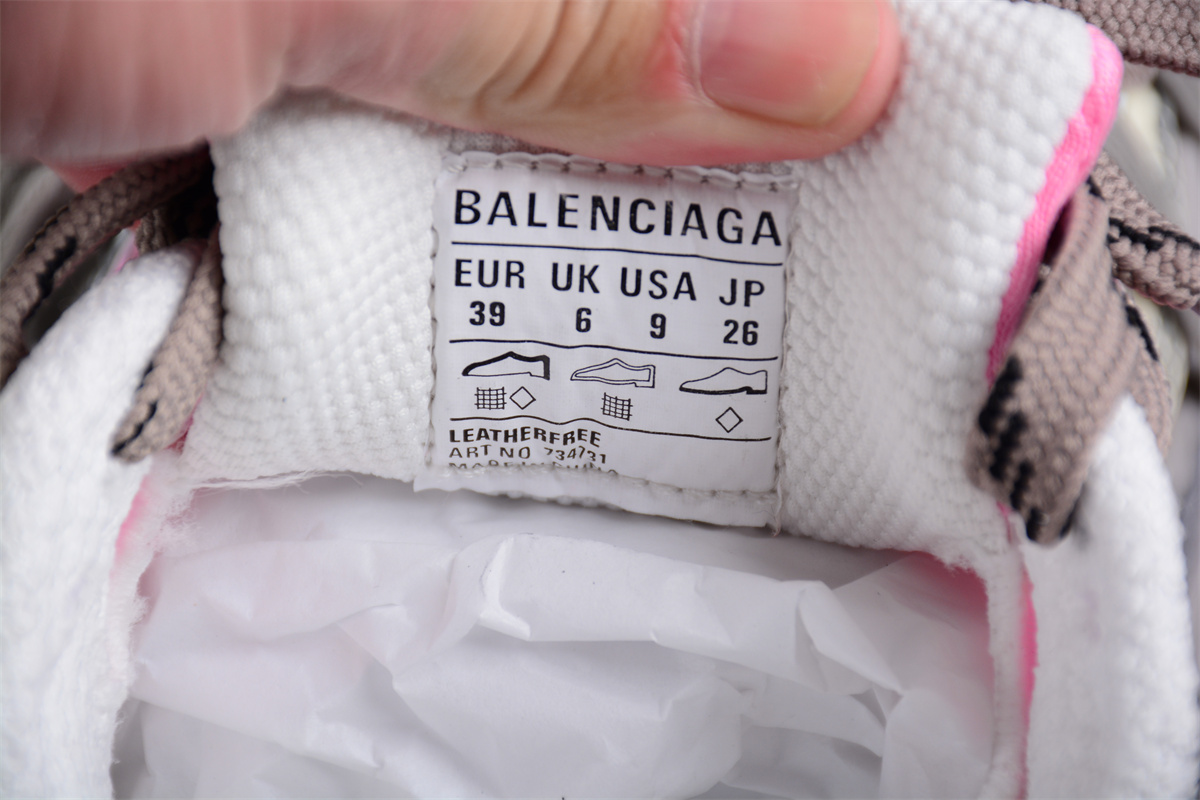 BALENCIAGA
EUR UK USA JP
39 6 9 26
LEATHERFREE
ART NO 734731